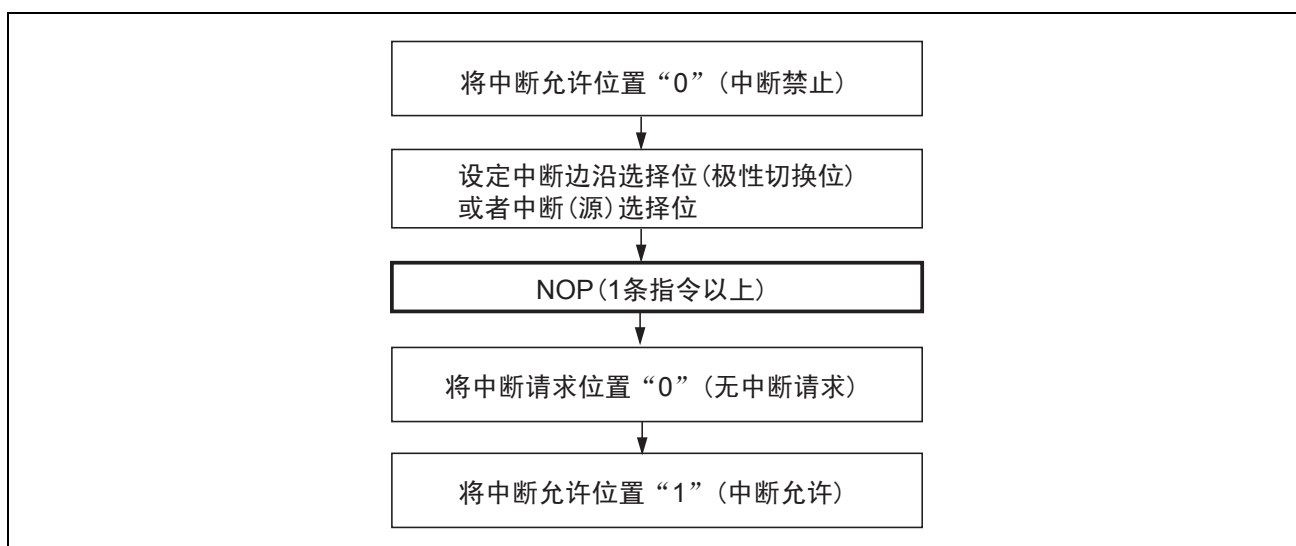 将中断允许位置“0”(中断禁止)
设定中断边沿选择位(极性切换位)
或者中断(源)选择位
NOP(1条指令以上)
将中断请求位置“0”(无中断请求)
将中断允许位置“1”(中断允许)